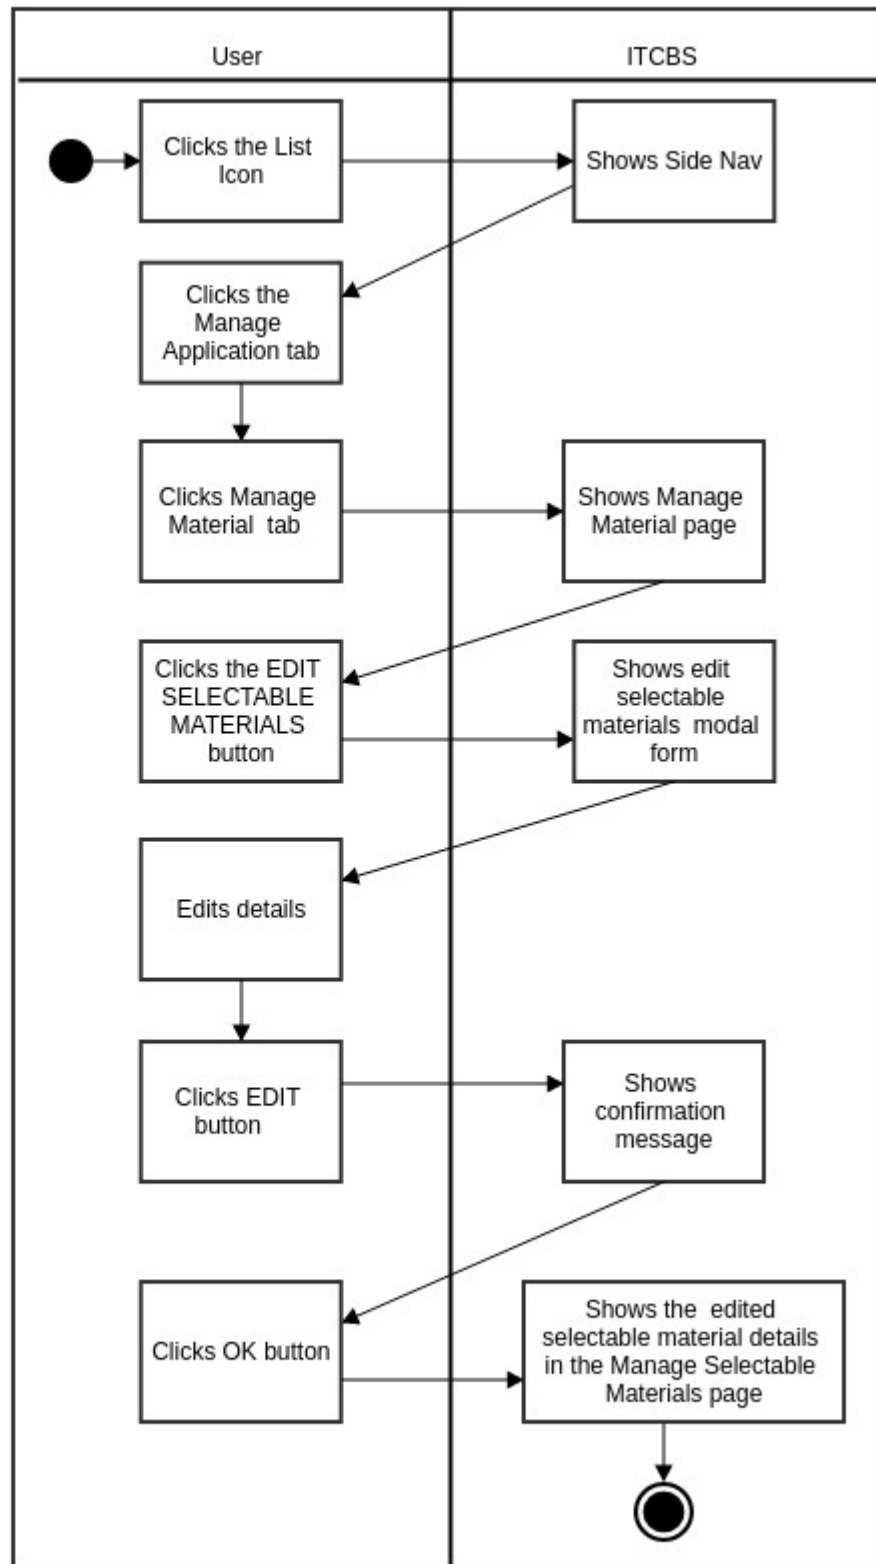 User
ITCBS
Clicks the List
Icon
Shows Side Nav
Clicks the
Manage
Application tab
Clicks Manage
Material tab
Shows Manage
Material page
Clicks the EDIT
SELECTABLE
MATERIALS
button
Shows edit
selectable
materials modal
form
Edits details
Clicks EDIT
button
Shows
confirmation
message
Clicks OK button
Shows the edited
selectable material details
in the Manage Selectable
Materials page